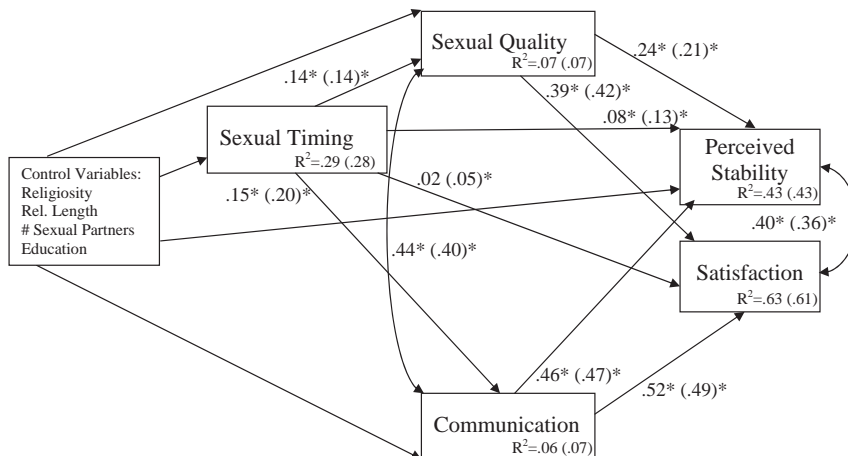 Sexual Quality
R²=.07 (.07)
.24* (.21)*
.14* (.14)*
.39* (.42)*
Sexual Timing
R²=.29 (.28)
.08* (.13)*
Perceived
Stability
R²=.43 (.43)
Control Variables:
Religiosity
Rel. Length
# Sexual Partners
Education
.15* (.20)*
.02 (.05)*
.40* (.36)*
.44* (.40)*
Satisfaction
R²=.63 (.61)
.46* (.47)*
.52* (.49)*
Communication
R²=.06 (.07)